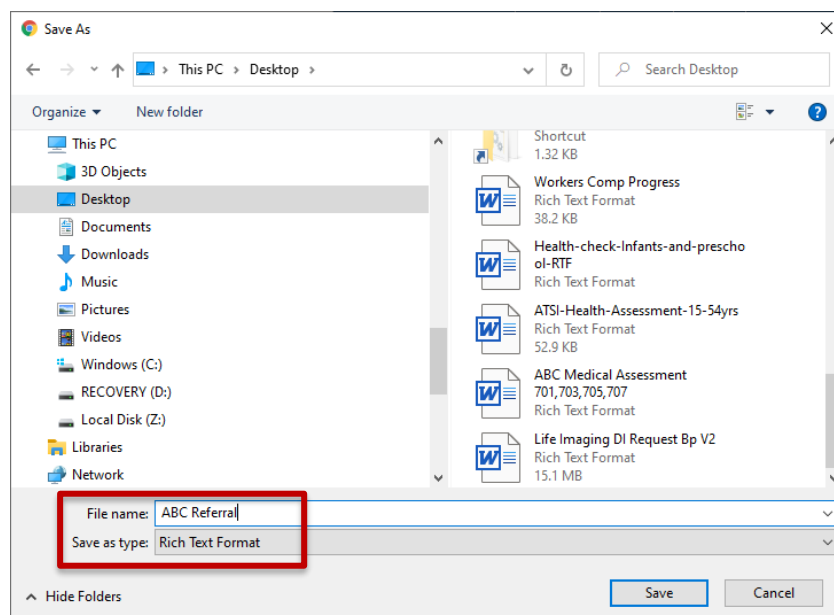 Save As
This PC > Desktop >
Search Desktop
Organize
New folder
?
This PC
3D Objects
Desktop
Documents
Downloads
Music
Pictures
Videos
Windows (C:)
RECOVERY (D:)
Local Disk (Z:)
Libraries
Network
Shortcut
1.32 KB
Workers Comp Progress
Rich Text Format
38.2 KB
Health-check-Infants-and-prescho
ol-RTF
Rich Text Format
ATSI-Health-Assessment-15-54yrs
Rich Text Format
52.9 KB
ABC Medical Assessment
701,703,705,707
Rich Text Format
Life Imaging DI Request Bp V2
Rich Text Format
15.1 MB
File name: ABC Referral
Save as type: Rich Text Format
Hide Folders
Save
Cancel